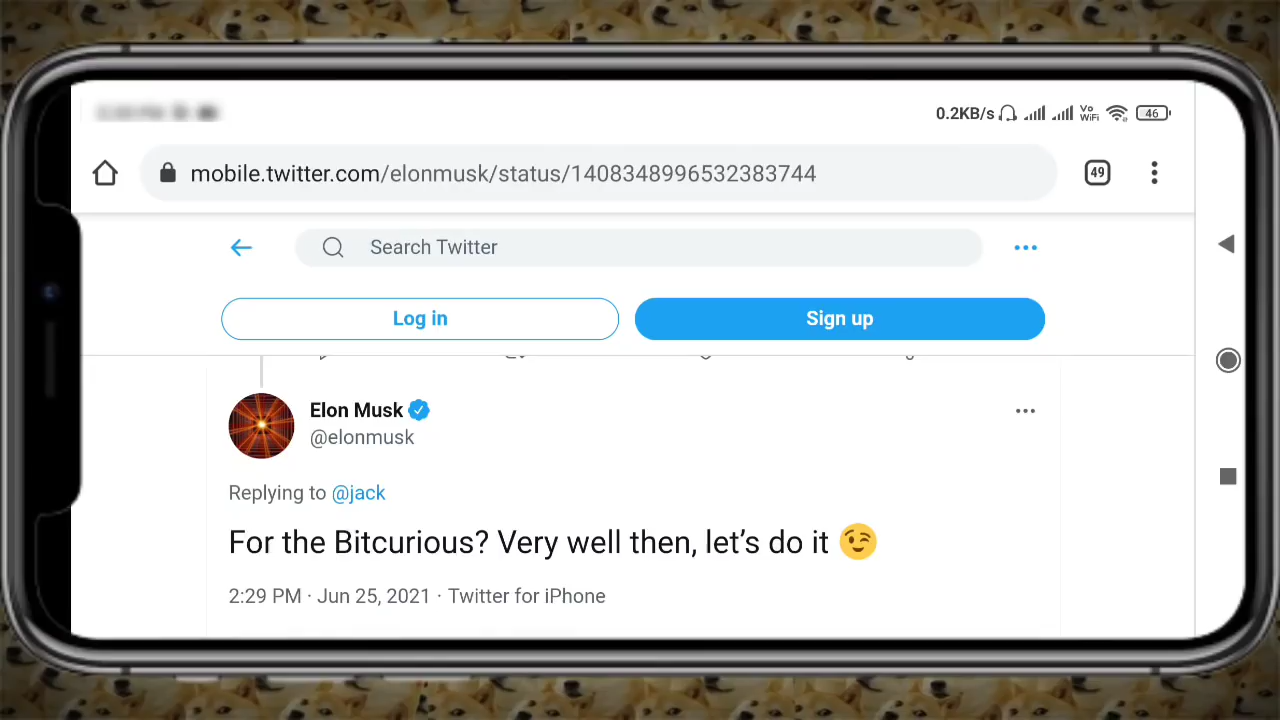 0.2KB/s Vo WiFi 46
mobile.twitter.com/elonmusk/status/1408348996532383744 49
Search Twitter
Log in Sign up
Elon Musk
@elonmusk
Replying to @jack
For the Bitcurious? Very well then, let’s do it 😉
2:29 PM · Jun 25, 2021 · Twitter for iPhone